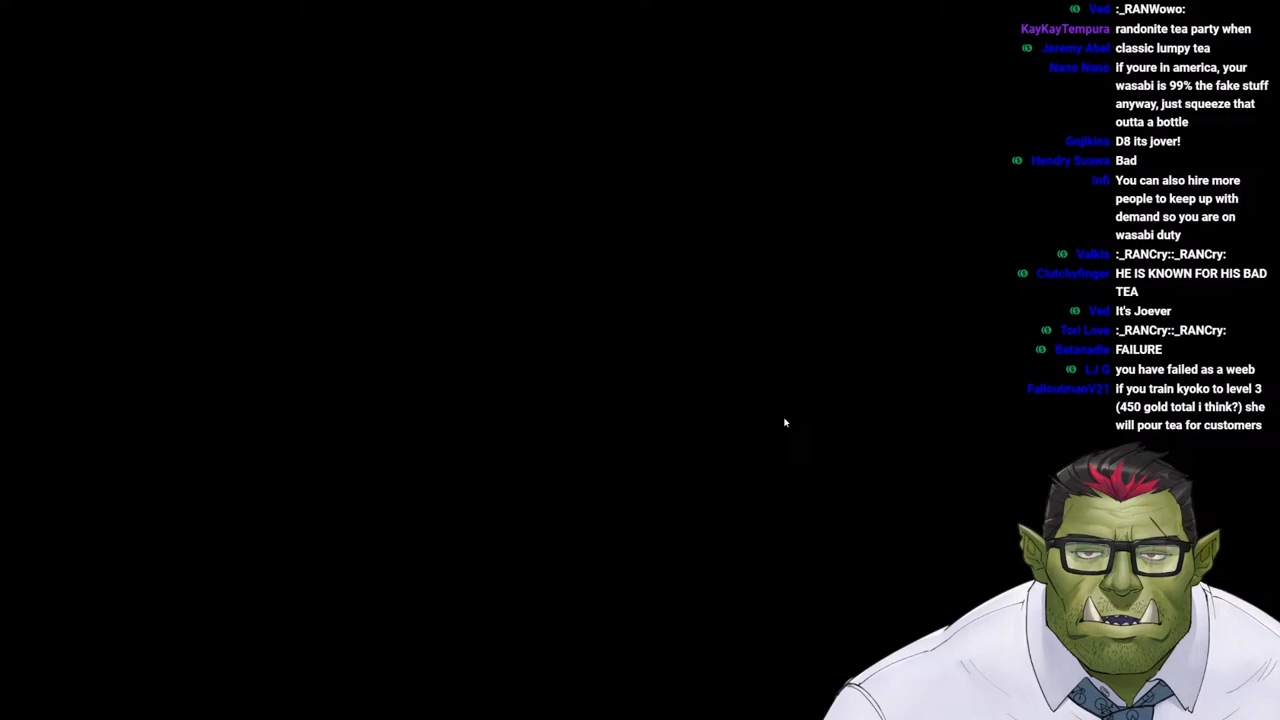 Ved :_RANWowo:
KayKayTempura randonite tea party when
Jeremy Abel classic lumpy tea
Nano Nano if youre in america, your
wasabi is 99% the fake stuff
anyway, just squeeze that
outta a bottle
Gojikins D8 its jover!
Hendry Suawa Bad
Infi You can also hire more
people to keep up with
demand so you are on
wasabi duty
Valkis :_RANCry::_RANCry:
Clutchyfinger HE IS KNOWN FOR HIS BAD
TEA
Ved It's Joever
Tori Love :_RANCry::_RANCry:
Betanadie FAILURE
LJ G you have failed as a weeb
FalloutmanV21 if you train kyoko to level 3
(450 gold total i think?) she
will pour tea for customers